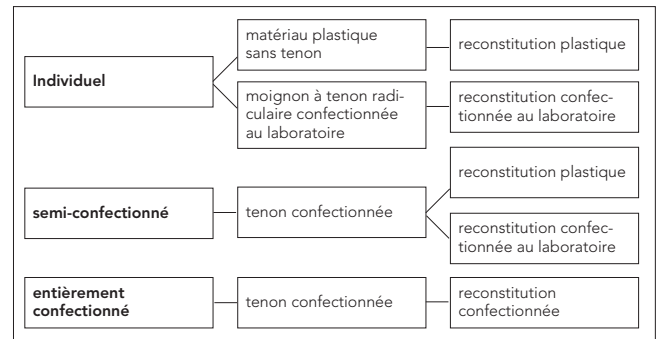 matériau plastique
sans tenon
reconstitution plastique
Individuel
moignon à tenon radi-
culaire confectionnée
au laboratoire
reconstitution confec-
tionnée au laboratoire
reconstitution plastique
semi-confectionné
tenon confectionnée
reconstitution confec-
tionnée au laboratoire
entièrement
confectionné
tenon confectionnée
reconstitution
confectionnée